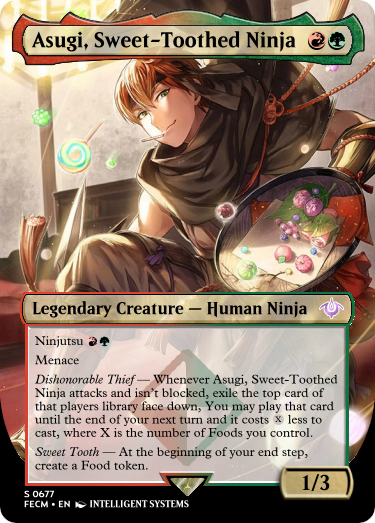 Asugi, Sweet-Toothed Ninja
Legendary Creature — Human Ninja
Ninjutsu
Menace
Dishonorable Thief — Whenever Asugi, Sweet-Toothed
Ninja attacks and isn't blocked, exile the top card of
that players library face down, You may play that card
until the end of your next turn and it costs X less to
cast, where X is the number of Foods you control.
Sweet Tooth — At the beginning of your end step,
create a Food token.
1/3
S 0677
FECM • EN INTELLIGENT SYSTEMS